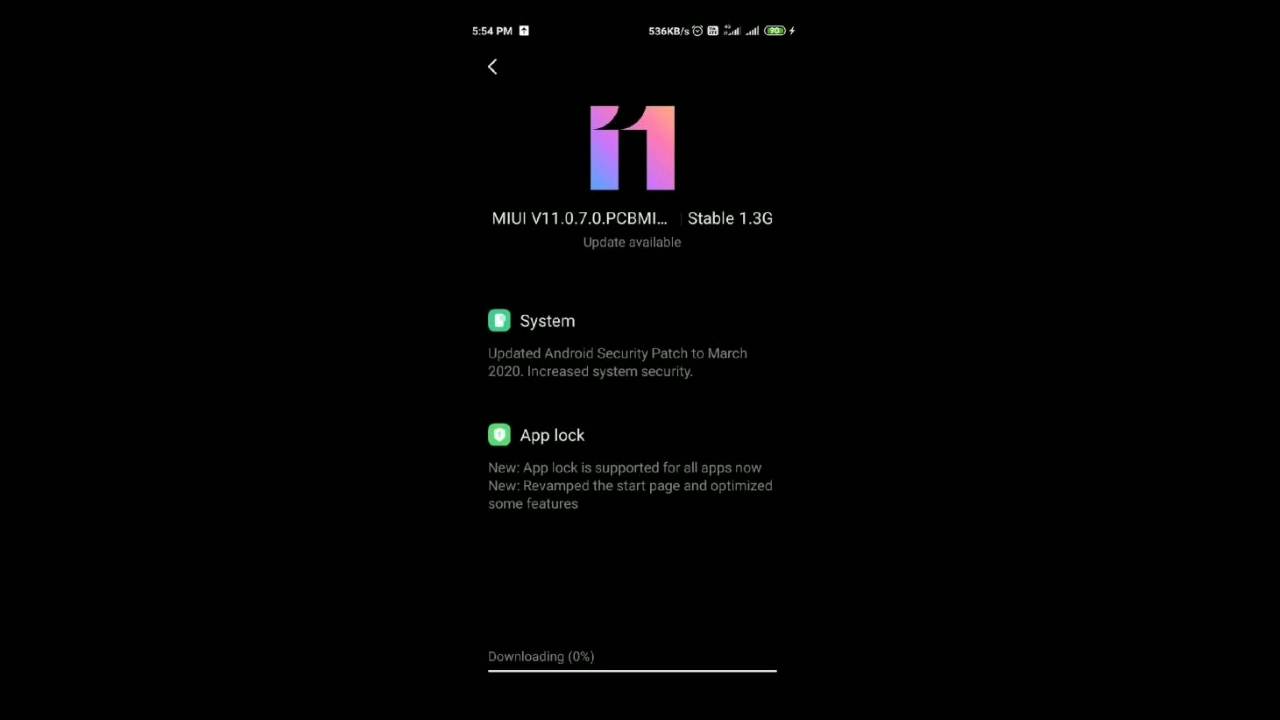 5:54 PM 536KB/s 90
11
MIUI V11.0.7.0.PCBMI... | Stable 1.3G
Update available
System
Updated Android Security Patch to March
2020. Increased system security.
App lock
New: App lock is supported for all apps now
New: Revamped the start page and optimized
some features
Downloading (0%)